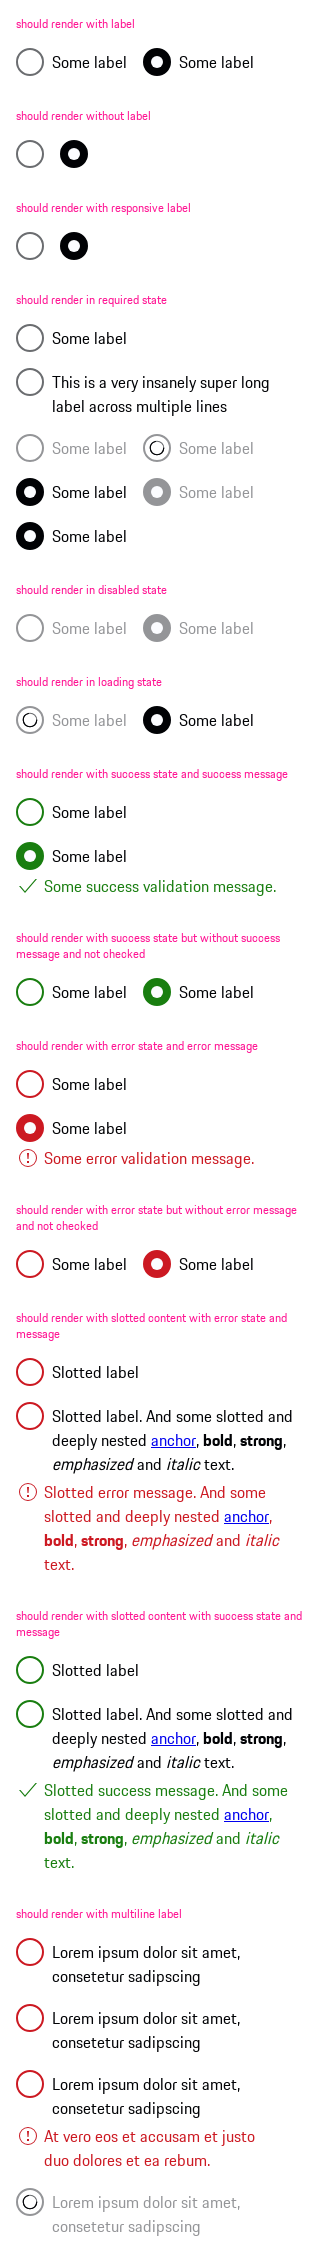 should render with label
Some label Some label
should render without label
should render with responsive label
should render in required state
Some label
This is a very insanely super long
label across multiple lines
Some label Some label
Some label Some label
Some label
should render in disabled state
Some label Some label
should render in loading state
Some label Some label
should render with success state and success message
Some label
Some label
Some success validation message.
should render with success state but without success
message and not checked
Some label Some label
should render with error state and error message
Some label
Some label
Some error validation message.
should render with error state but without error message
and not checked
Some label Some label
should render with slotted content with error state and
message
Slotted label
Slotted label. And some slotted and
deeply nested anchor, bold, strong,
emphasized and italic text.
Slotted error message. And some
slotted and deeply nested anchor,
bold, strong, emphasized and italic
text.
should render with slotted content with success state and
message
Slotted label
Slotted label. And some slotted and
deeply nested anchor, bold, strong,
emphasized and italic text.
Slotted success message. And some
slotted and deeply nested anchor,
bold, strong, emphasized and italic
text.
should render with multiline label
Lorem ipsum dolor sit amet,
consetetur sadipscing
Lorem ipsum dolor sit amet,
consetetur sadipscing
Lorem ipsum dolor sit amet,
consetetur sadipscing
At vero eos et accusam et justo
duo dolores et ea rebum.
Lorem ipsum dolor sit amet,
consetetur sadipscing